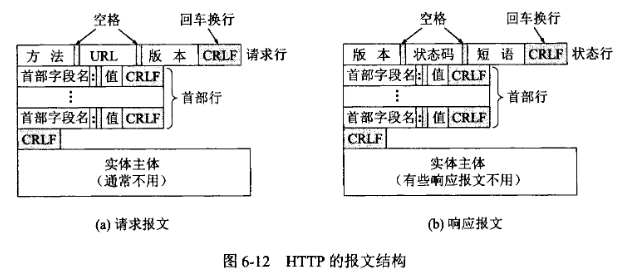 空格 回车换行
方 法 URL 版 本 CRLF 请求行
首部字段名: 值 CRLF
⋮ 首部行
首部字段名: 值 CRLF
CRLF
实体主体
（通常不用）
(a) 请求报文
空格 回车换行
版 本 状态码 短 语 CRLF 状态行
首部字段名: 值 CRLF
⋮ 首部行
首部字段名: 值 CRLF
CRLF
实体主体
（有些响应报文不用）
(b) 响应报文
图 6-12 HTTP 的报文结构